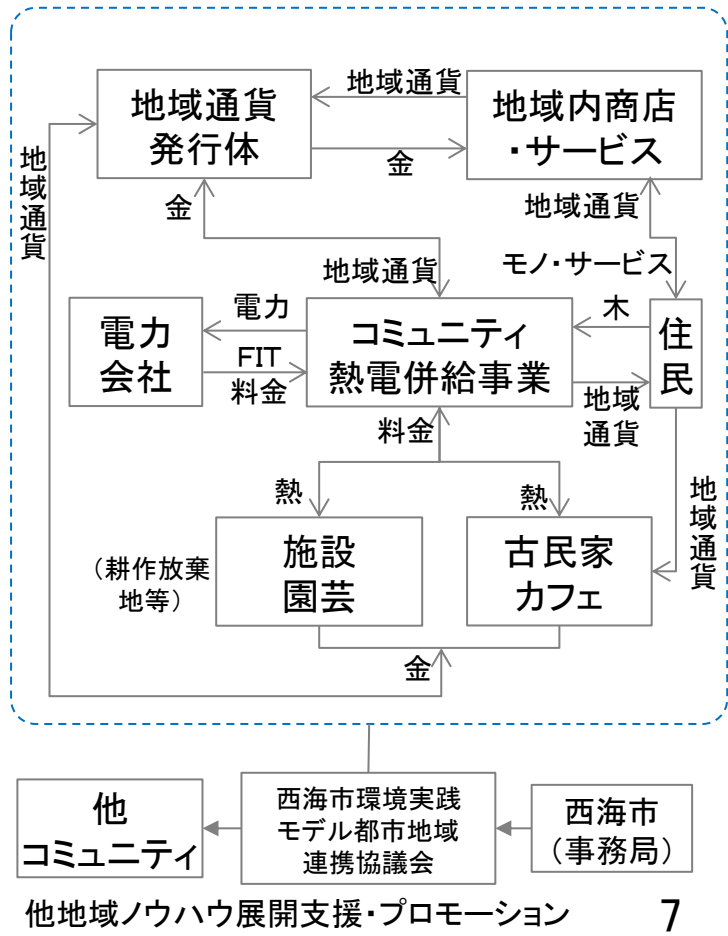 地域通貨
発行体
地域通貨
金
地域内商店
・サービス
地域通貨
金
地域通貨
地域通貨
モノ・サービス
電力
会社
電力
FIT
料金
コミュニティ
熱電併給事業
木
地域
通貨
住民
料金
熱
熱
地域通貨
（耕作放棄
地等）
施設
園芸
古民家
カフェ
金
他
コミュニティ
西海市環境実践
モデル都市地域
連携協議会
西海市
（事務局）
他地域ノウハウ展開支援・プロモーション
7